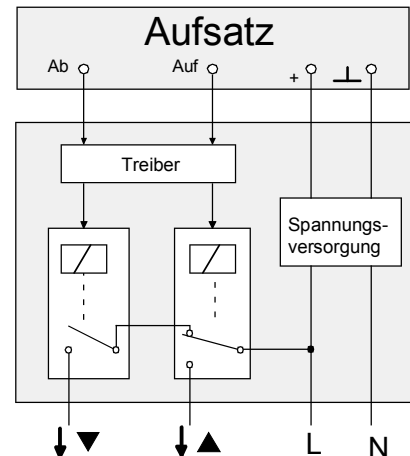 Aufsatz
Ab Auf + ⊥
Treiber
Spannungs-
versorgung
↓ ▼ ↓ ▲ L N